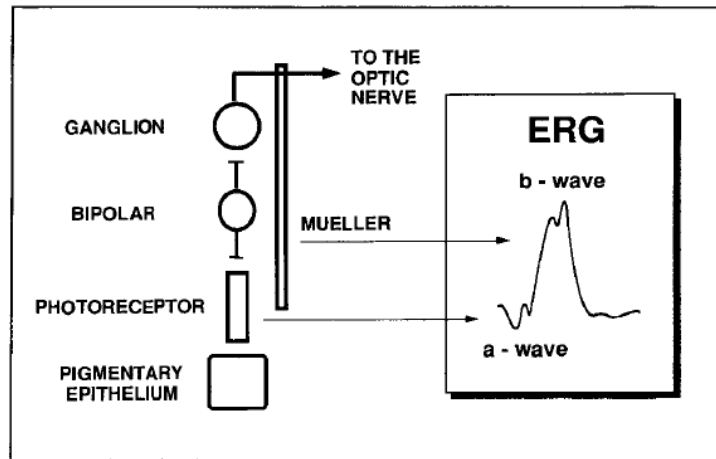 TO THE
OPTIC
NERVE
GANGLION
BIPOLAR
MUELLER
PHOTORECEPTOR
PIGMENTARY
EPITHELIUM
ERG
b - wave
a - wave